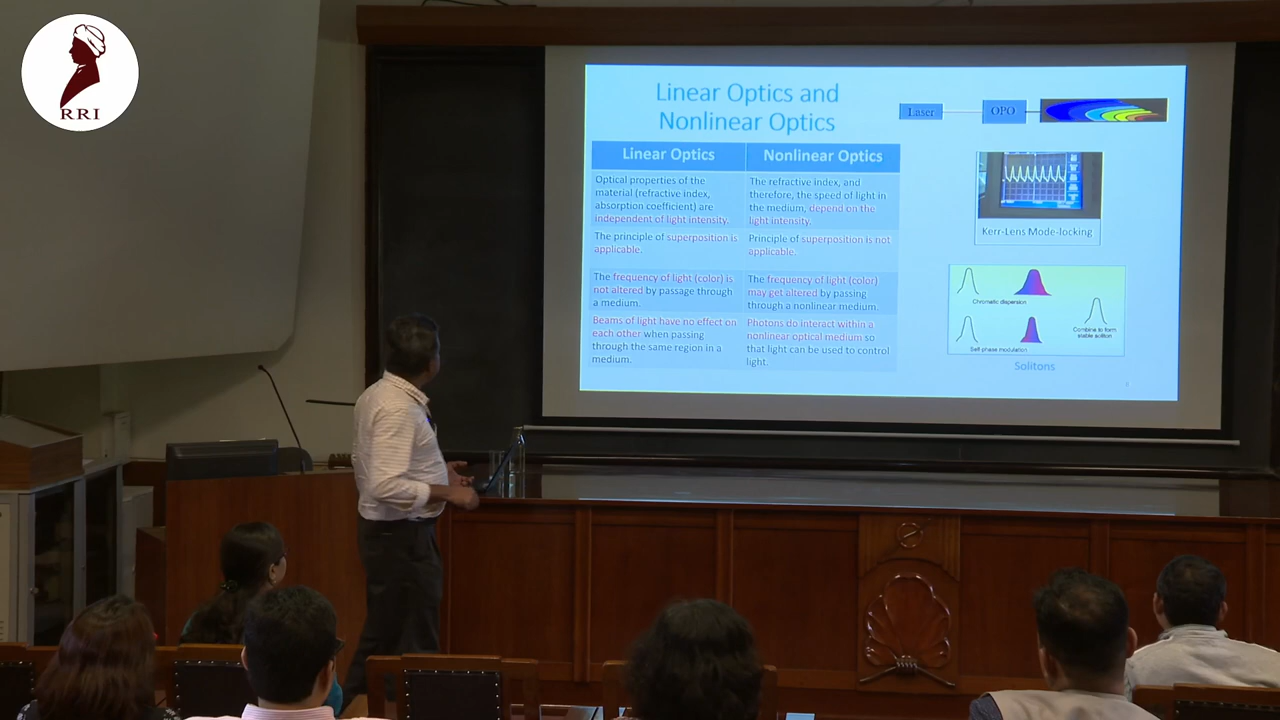 RRI
Linear Optics and
Nonlinear Optics
Linear Optics
Nonlinear Optics
Optical properties of the
material (refractive index,
absorption coefficient) are
independent of light intensity.
The refractive index, and
therefore, the speed of light in
the medium, depend on the
light intensity.
The principle of superposition is
applicable.
Principle of superposition is not
applicable.
The frequency of light (color) is
not altered by passage through
a medium.
The frequency of light (color)
may get altered by passing
through a nonlinear medium.
Beams of light have no effect on
each other when passing
through the same region in a
medium.
Photons do interact within a
nonlinear optical medium so
that light can be used to control
light.
Laser
OPO
Kerr-Lens Mode-locking
Chromatic dispersion
Self-phase modulation
Combine to form
stable soliton
Solitons